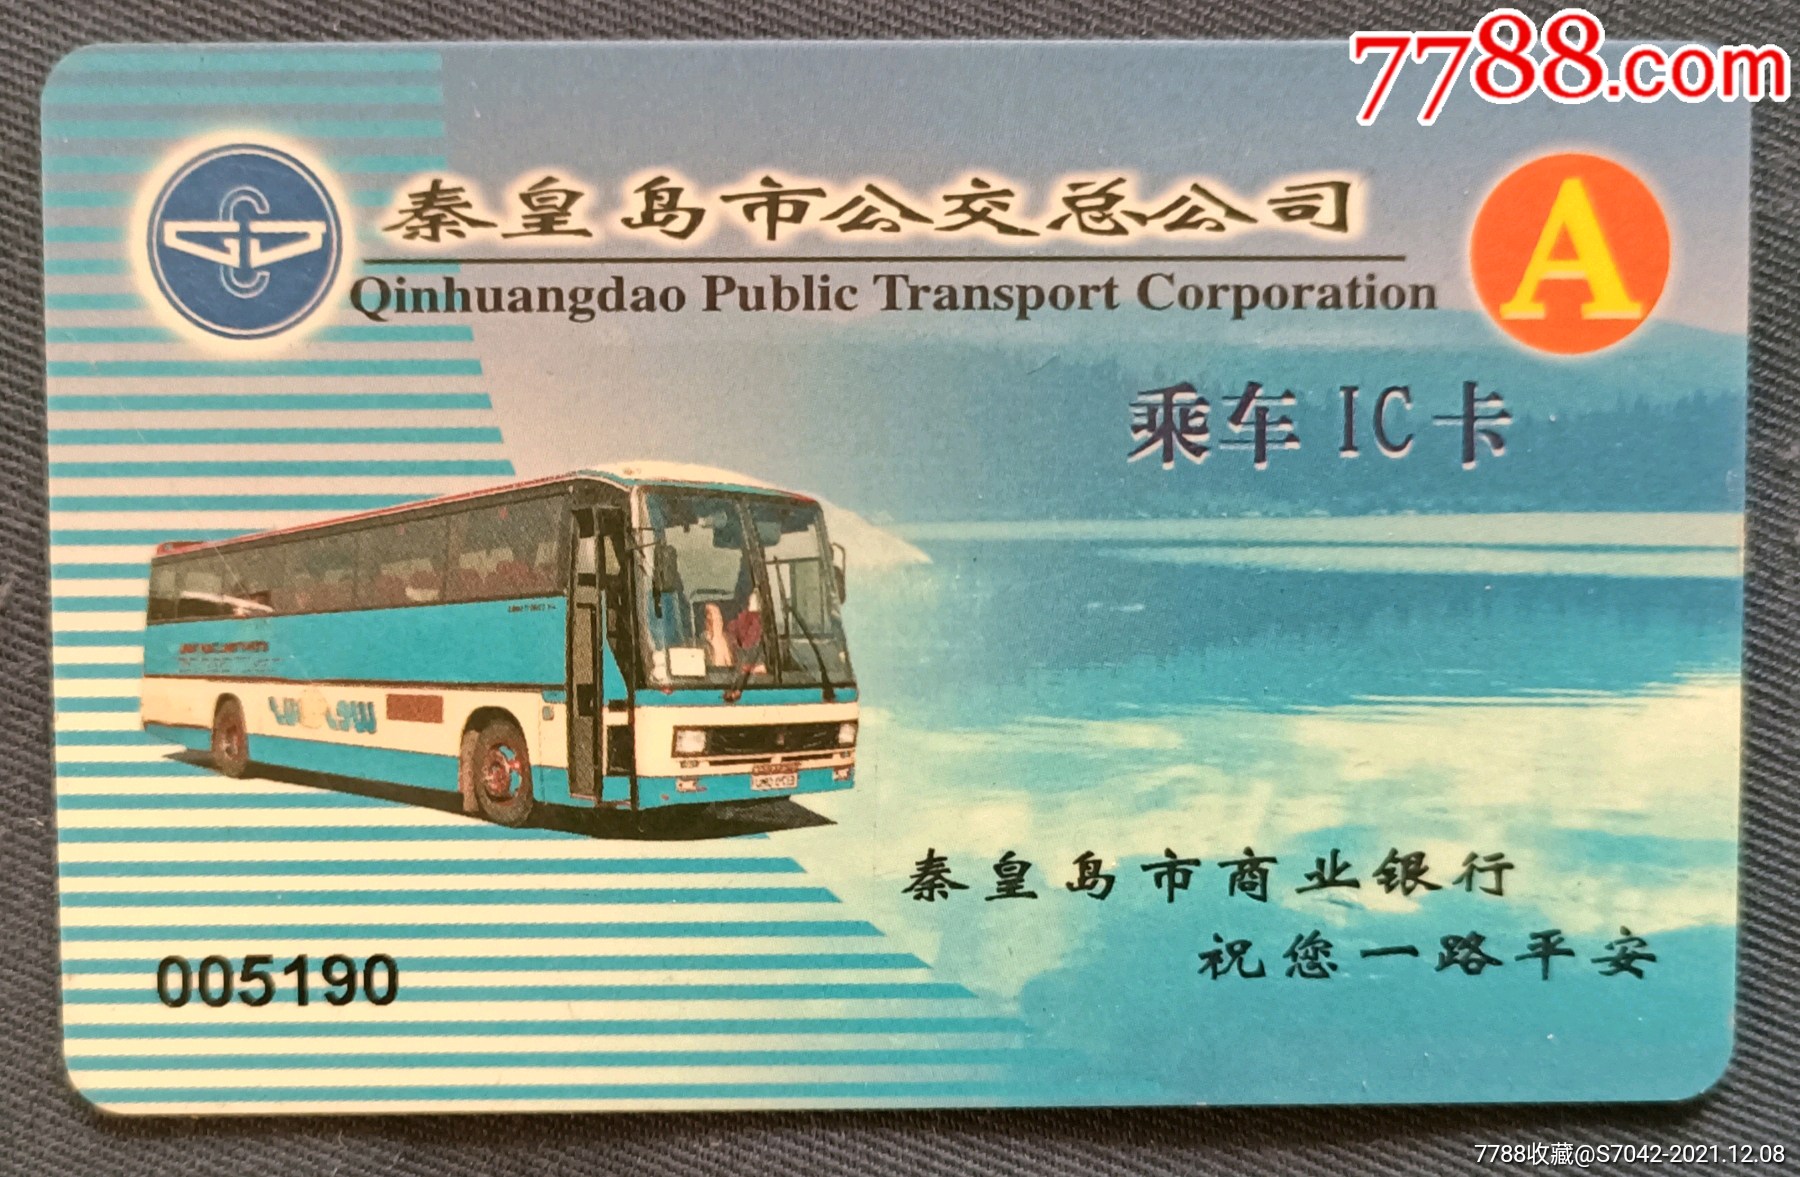 7788.com
秦皇岛市公交总公司
A
Qinhuangdao Public Transport Corporation
乘车IC卡
秦皇岛市商业银行
祝您一路平安
005190
7788收藏@S7042-2021.12.08